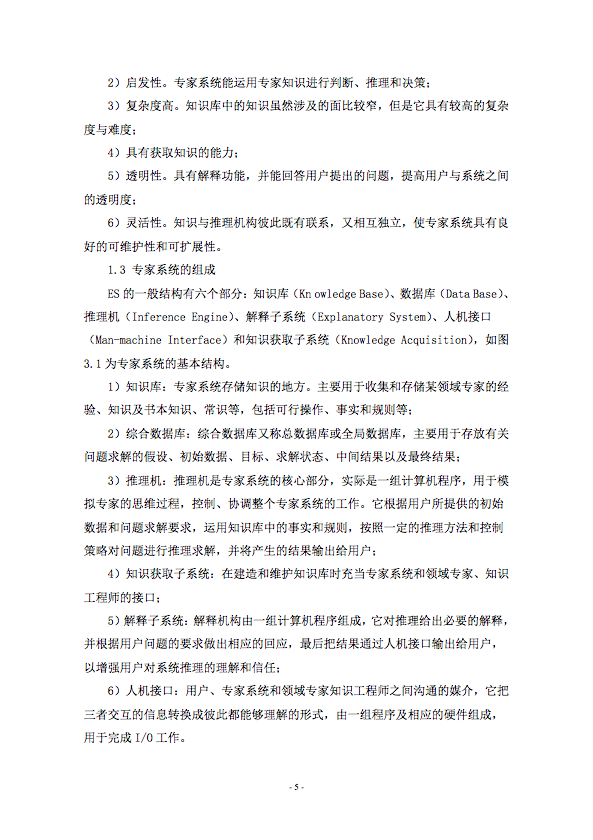 2）启发性。专家系统能运用专家知识进行判断、推理和决策；
3）复杂度高。知识库中的知识虽然涉及的面比较窄，但是它具有较高的复杂
度与难度；
4）具有获取知识的能力；
5）透明性。具有解释功能，并能回答用户提出的问题，提高用户与系统之间
的透明度；
6）灵活性。知识与推理机构彼此既有联系，又相互独立，使专家系统具有良
好的可维护性和可扩展性。
1.3 专家系统的组成
ES的一般结构有六个部分：知识库（Kn owledge Base）、数据库（Data Base）、
推理机（Inference Engine）、解释子系统（Explanatory System）、人机接口
（Man-machine Interface）和知识获取子系统（Knowledge Acquisition），如图
3.1为专家系统的基本结构。
1）知识库：专家系统存储知识的地方。主要用于收集和存储某领域专家的经
验、知识及书本知识、常识等，包括可行操作、事实和规则等；
2）综合数据库：综合数据库又称总数据库或全局数据库，主要用于存放有关
问题求解的假设、初始数据、目标、求解状态、中间结果以及最终结果；
3）推理机：推理机是专家系统的核心部分，实际是一组计算机程序，用于模
拟专家的思维过程，控制、协调整个专家系统的工作。它根据用户所提供的初始
数据和问题求解要求，运用知识库中的事实和规则，按照一定的推理方法和控制
策略对问题进行推理求解，并将产生的结果输出给用户；
4）知识获取子系统：在建造和维护知识库时充当专家系统和领域专家、知识
工程师的接口；
5）解释子系统：解释机构由一组计算机程序组成，它对推理给出必要的解释，
并根据用户问题的要求做出相应的回应，最后把结果通过人机接口输出给用户，
以增强用户对系统推理的理解和信任；
6）人机接口：用户、专家系统和领域专家知识工程师之间沟通的媒介，它把
三者交互的信息转换成彼此都能够理解的形式，由一组程序及相应的硬件组成，
用于完成I/O工作。
- 5 -